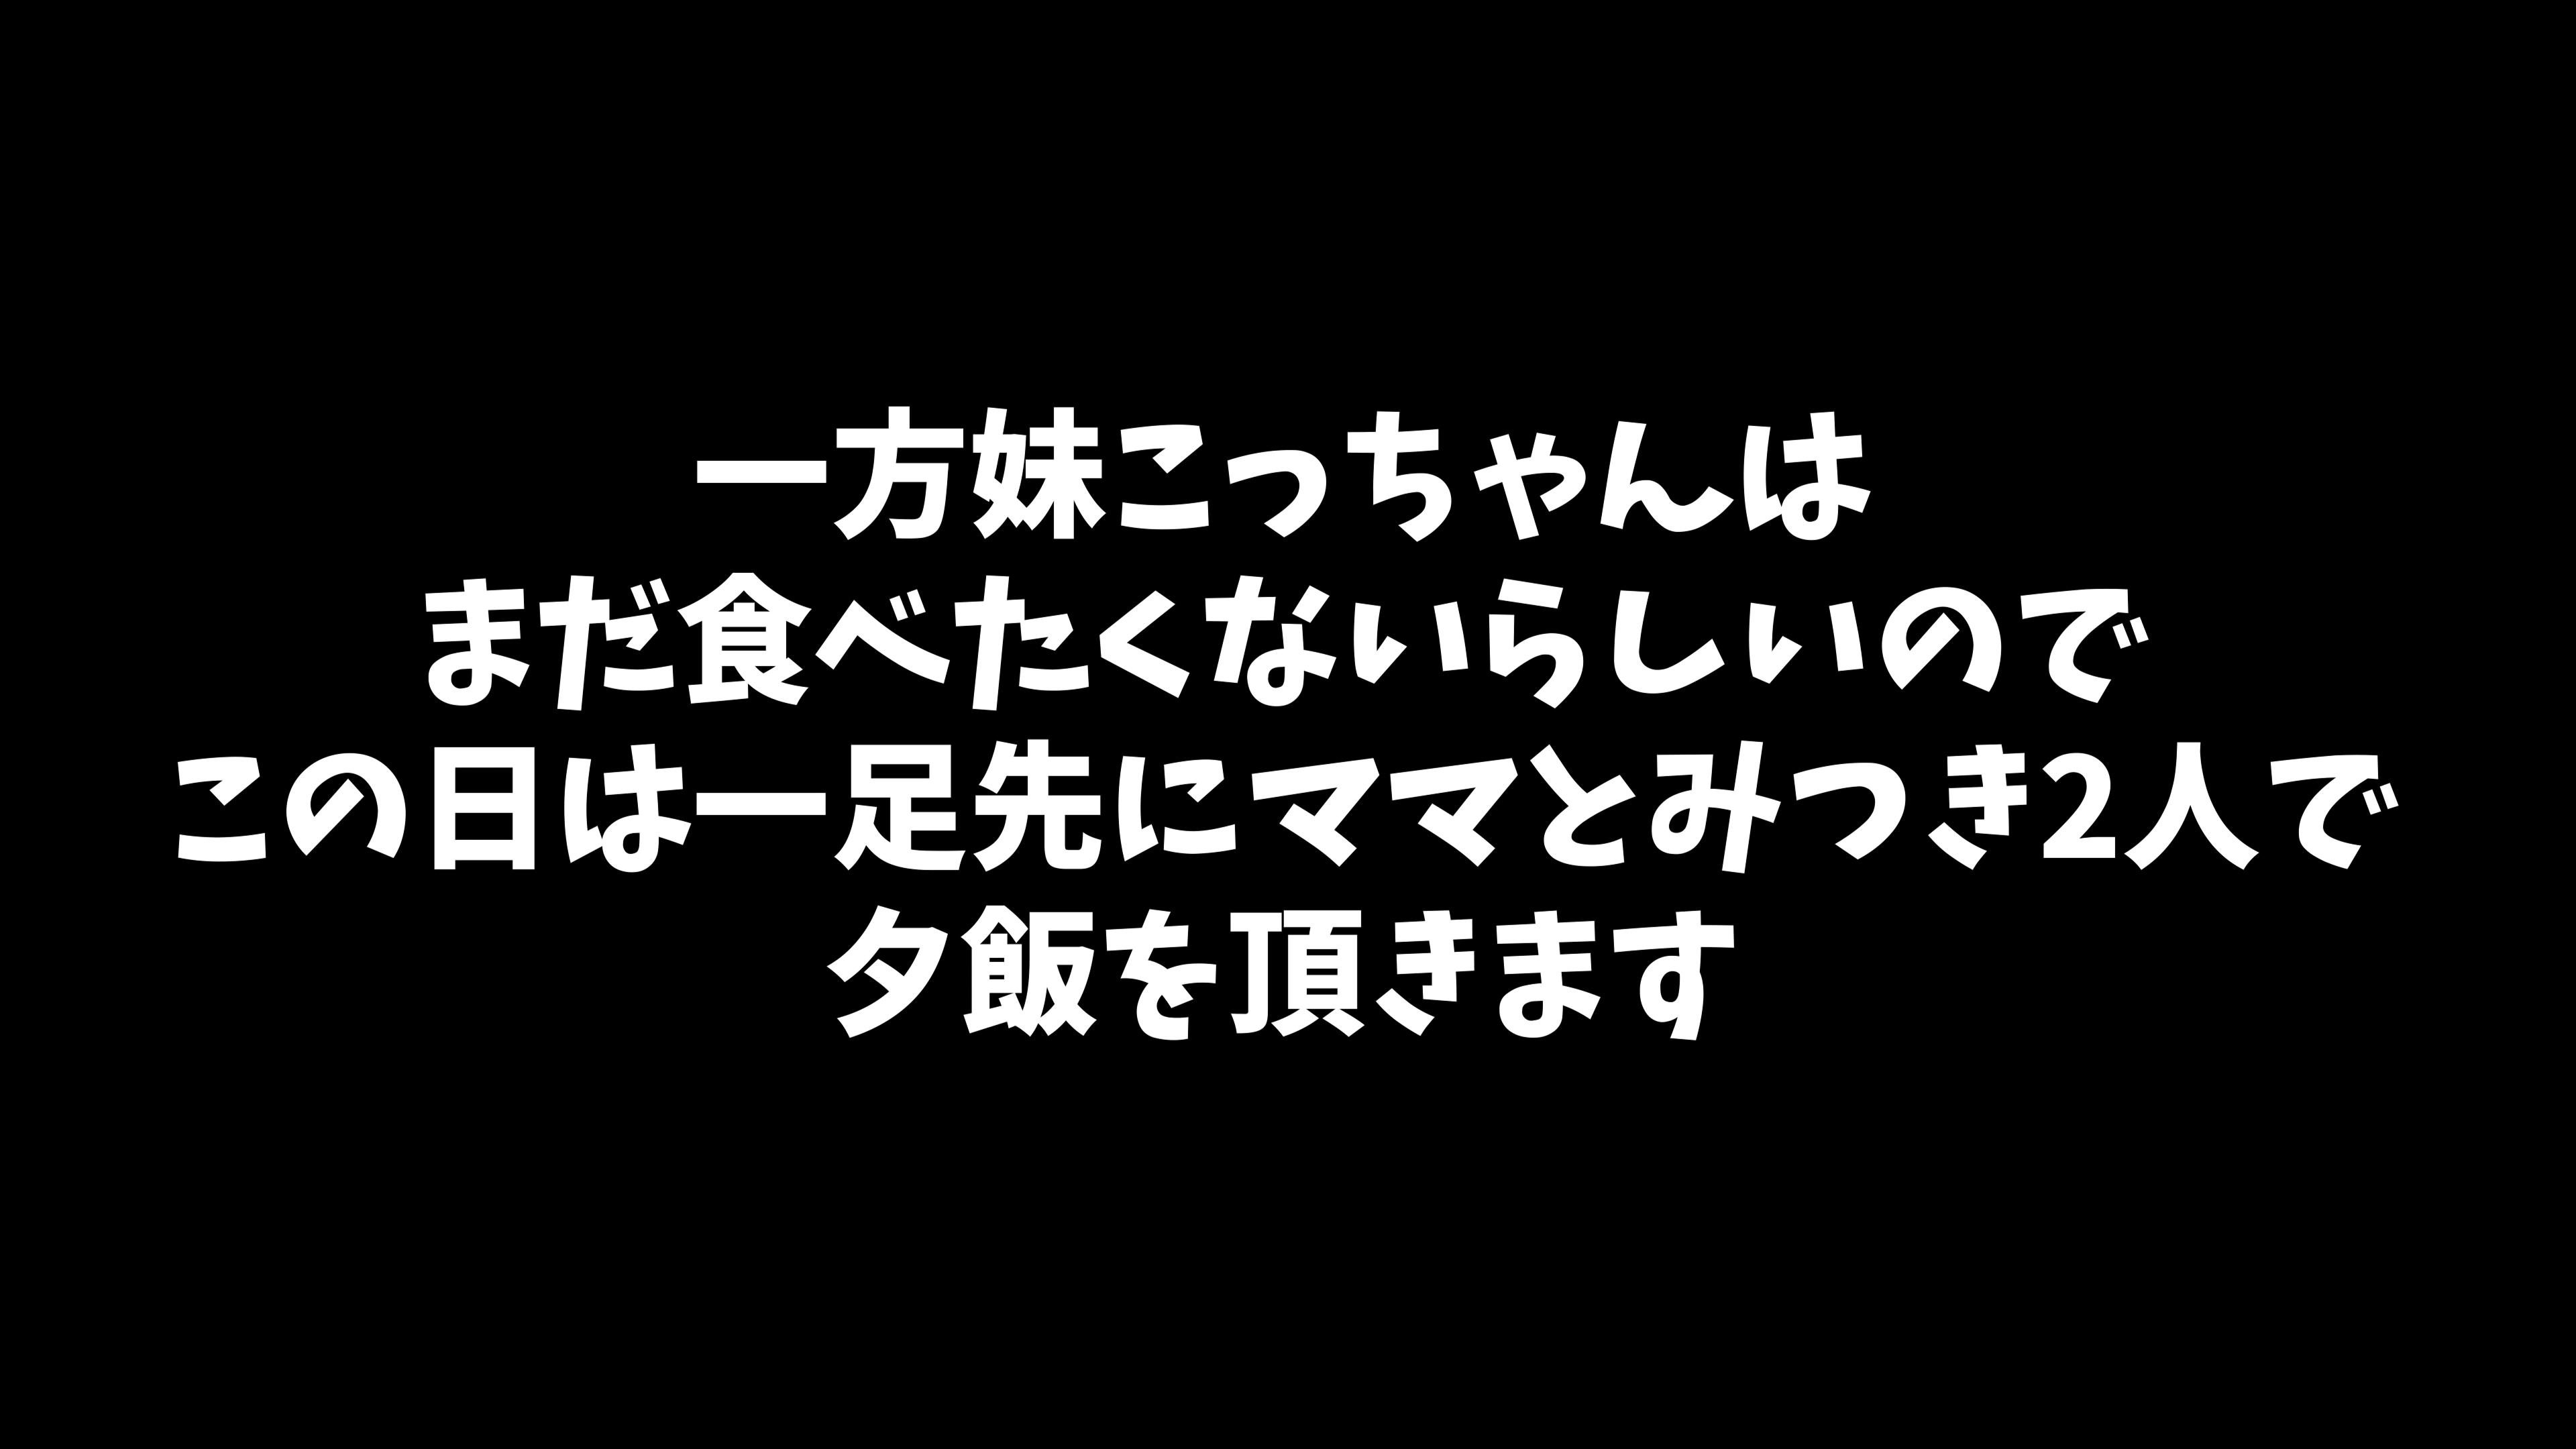 一方妹こっちゃんは
まだ食べたくないらしいので
この日は一足先にママとみつき2人で
夕飯を頂きます